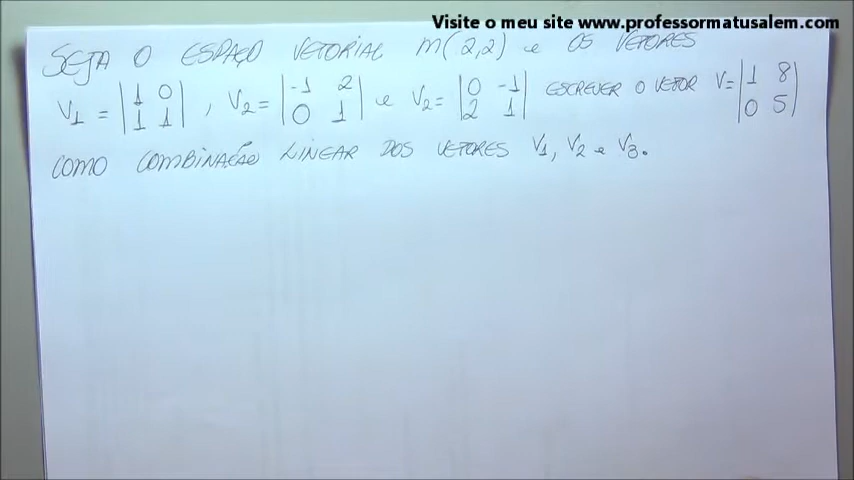 Visite o meu site www.professormatusalem.com
SEJA O ESPAÇO VETORIAL M(2,2) e OS VETORES
V1 = |1 0| , V2 = |-1 2| e V2 = |0 -1| ESCREVER O VETOR V = |1 8|
|1 1| |0 1| |2 1| |0 5|
COMO COMBINAÇÃO LINEAR DOS VETORES V1, V2 e V3.